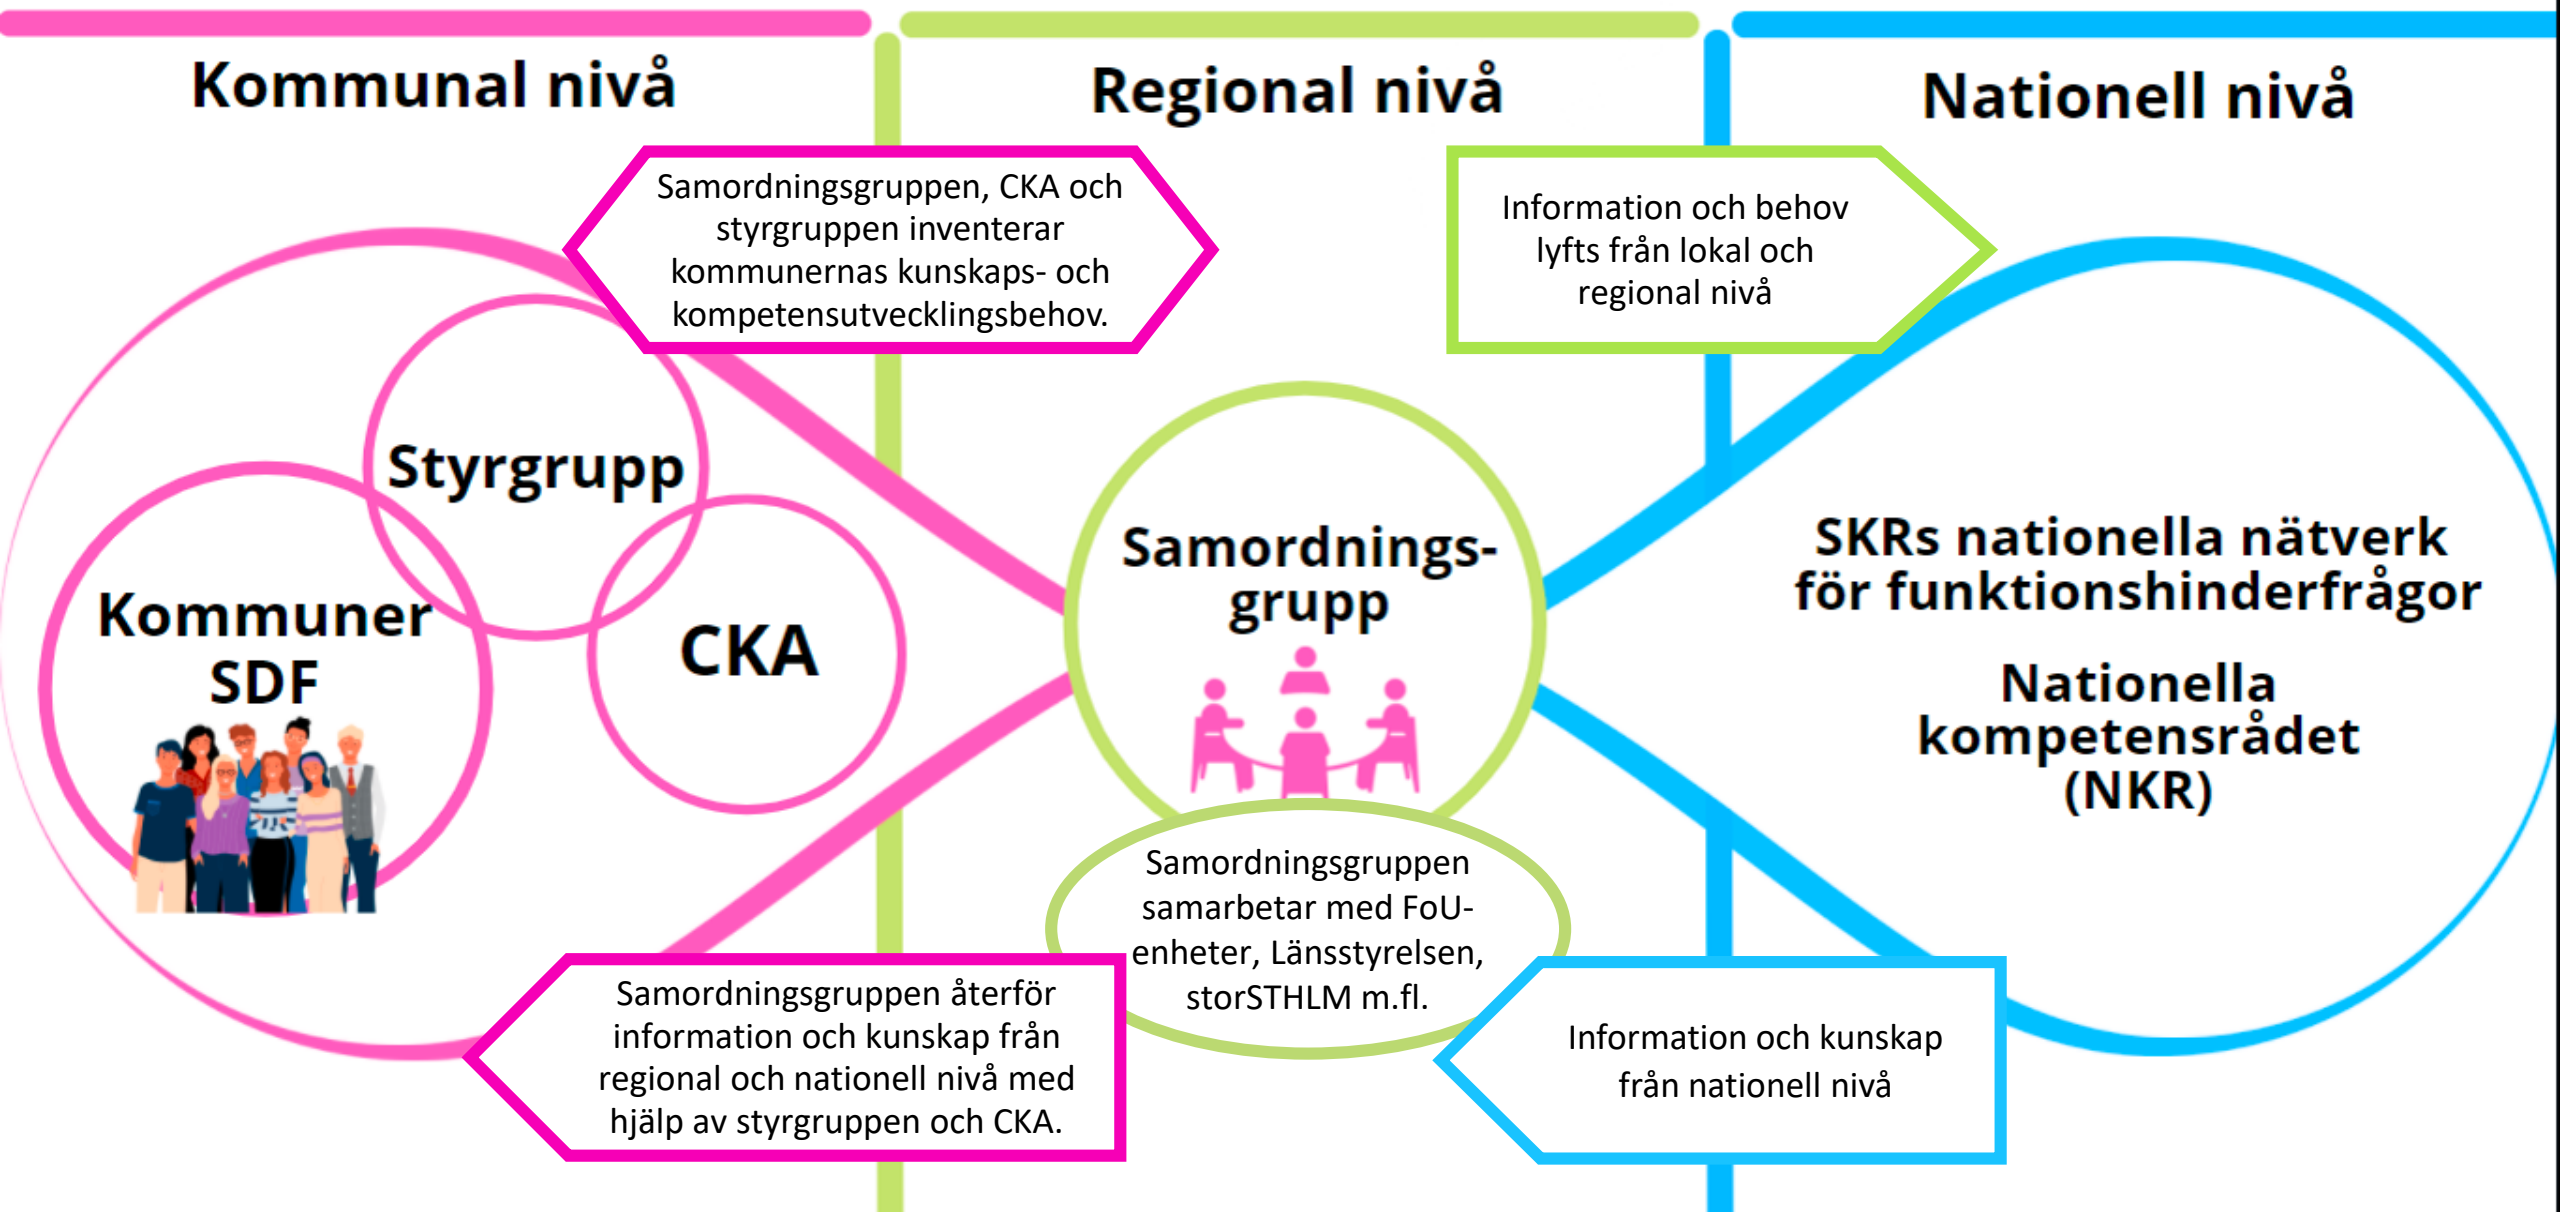 Kommunal nivå
Regional nivå
Nationell nivå
Samordningsgruppen, CKA och
styrgruppen inventerar
kommunernas kunskaps- och
kompetensutvecklingsbehov.
Information och behov
lyfts från lokal och
regional nivå
Styrgrupp
Kommuner
SDF
CKA
Samordnings-
grupp
SKRs nationella nätverk
för funktionshinderfrågor
Nationella
kompetensrådet
(NKR)
Samordningsgruppen
samarbetar med FoU-
enheter, Länsstyrelsen,
storSTHLM m.fl.
Samordningsgruppen återför
information och kunskap från
regional och nationell nivå med
hjälp av styrgruppen och CKA.
Information och kunskap
från nationell nivå